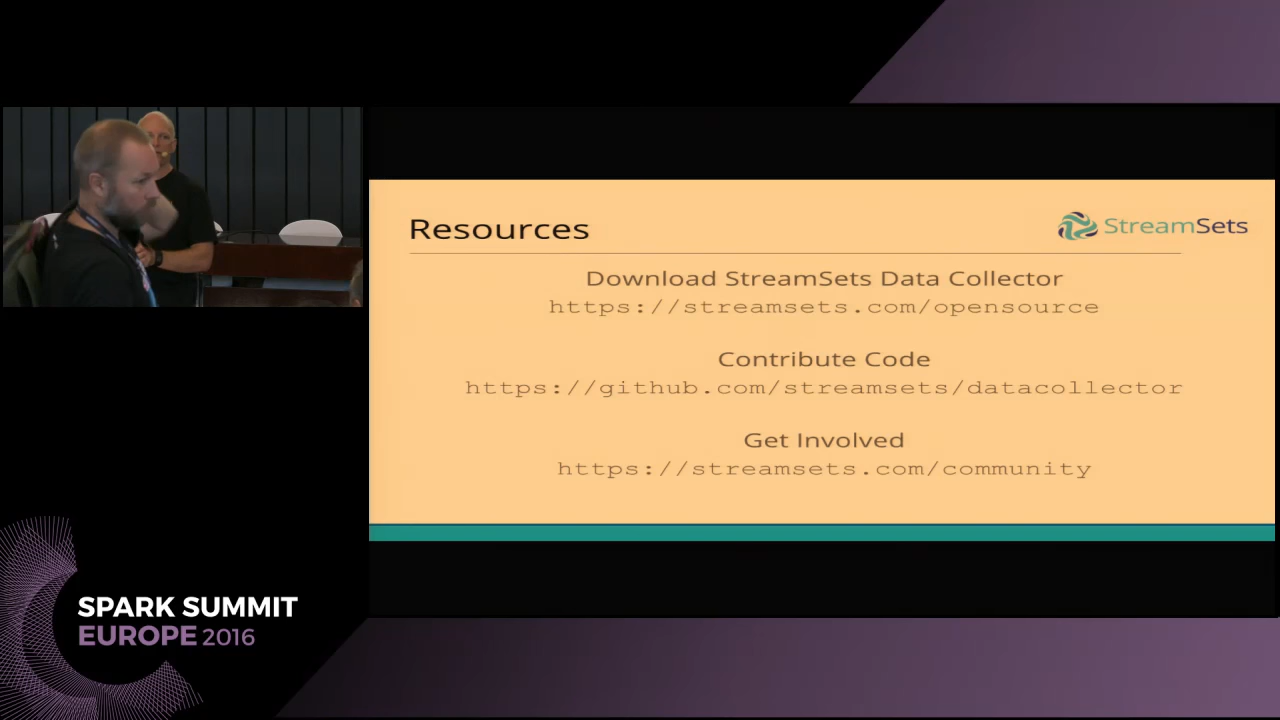 Resources
StreamSets
Download StreamSets Data Collector
https://streamsets.com/opensource
Contribute Code
https://github.com/streamsets/datacollector
Get Involved
https://streamsets.com/community
SPARK SUMMIT
EUROPE 2016